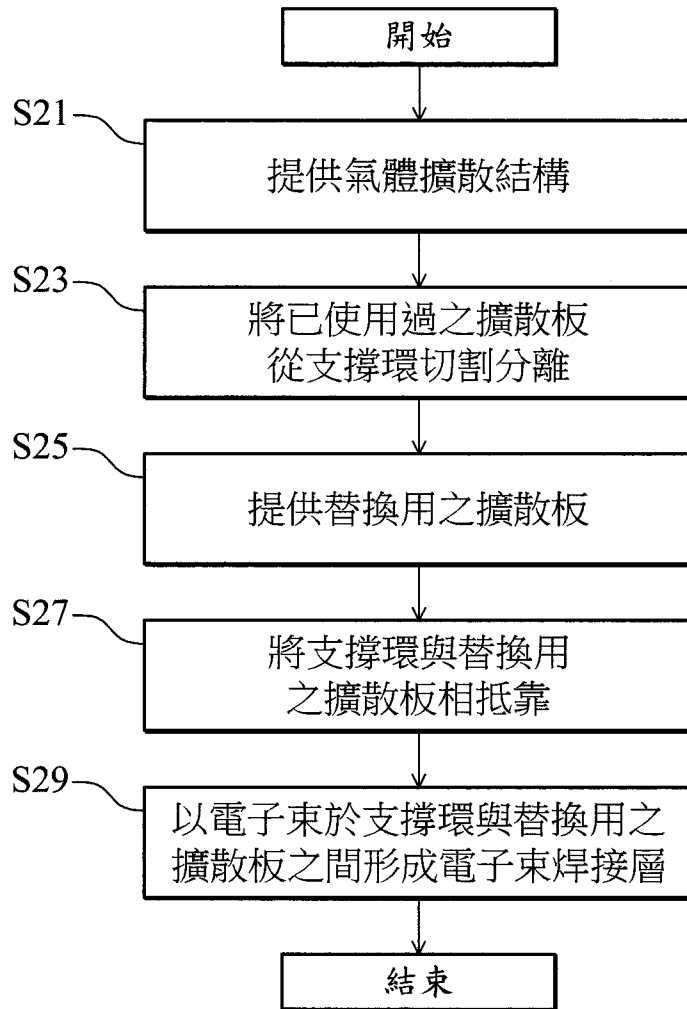 開始
S21
提供氣體擴散結構
S23
將已使用過之擴散板
從支撐環切割分離
S25
提供替換用之擴散板
S27
將支撐環與替換用
之擴散板相抵靠
S29
以電子束於支撐環與替換用之
擴散板之間形成電子束焊接層
結束